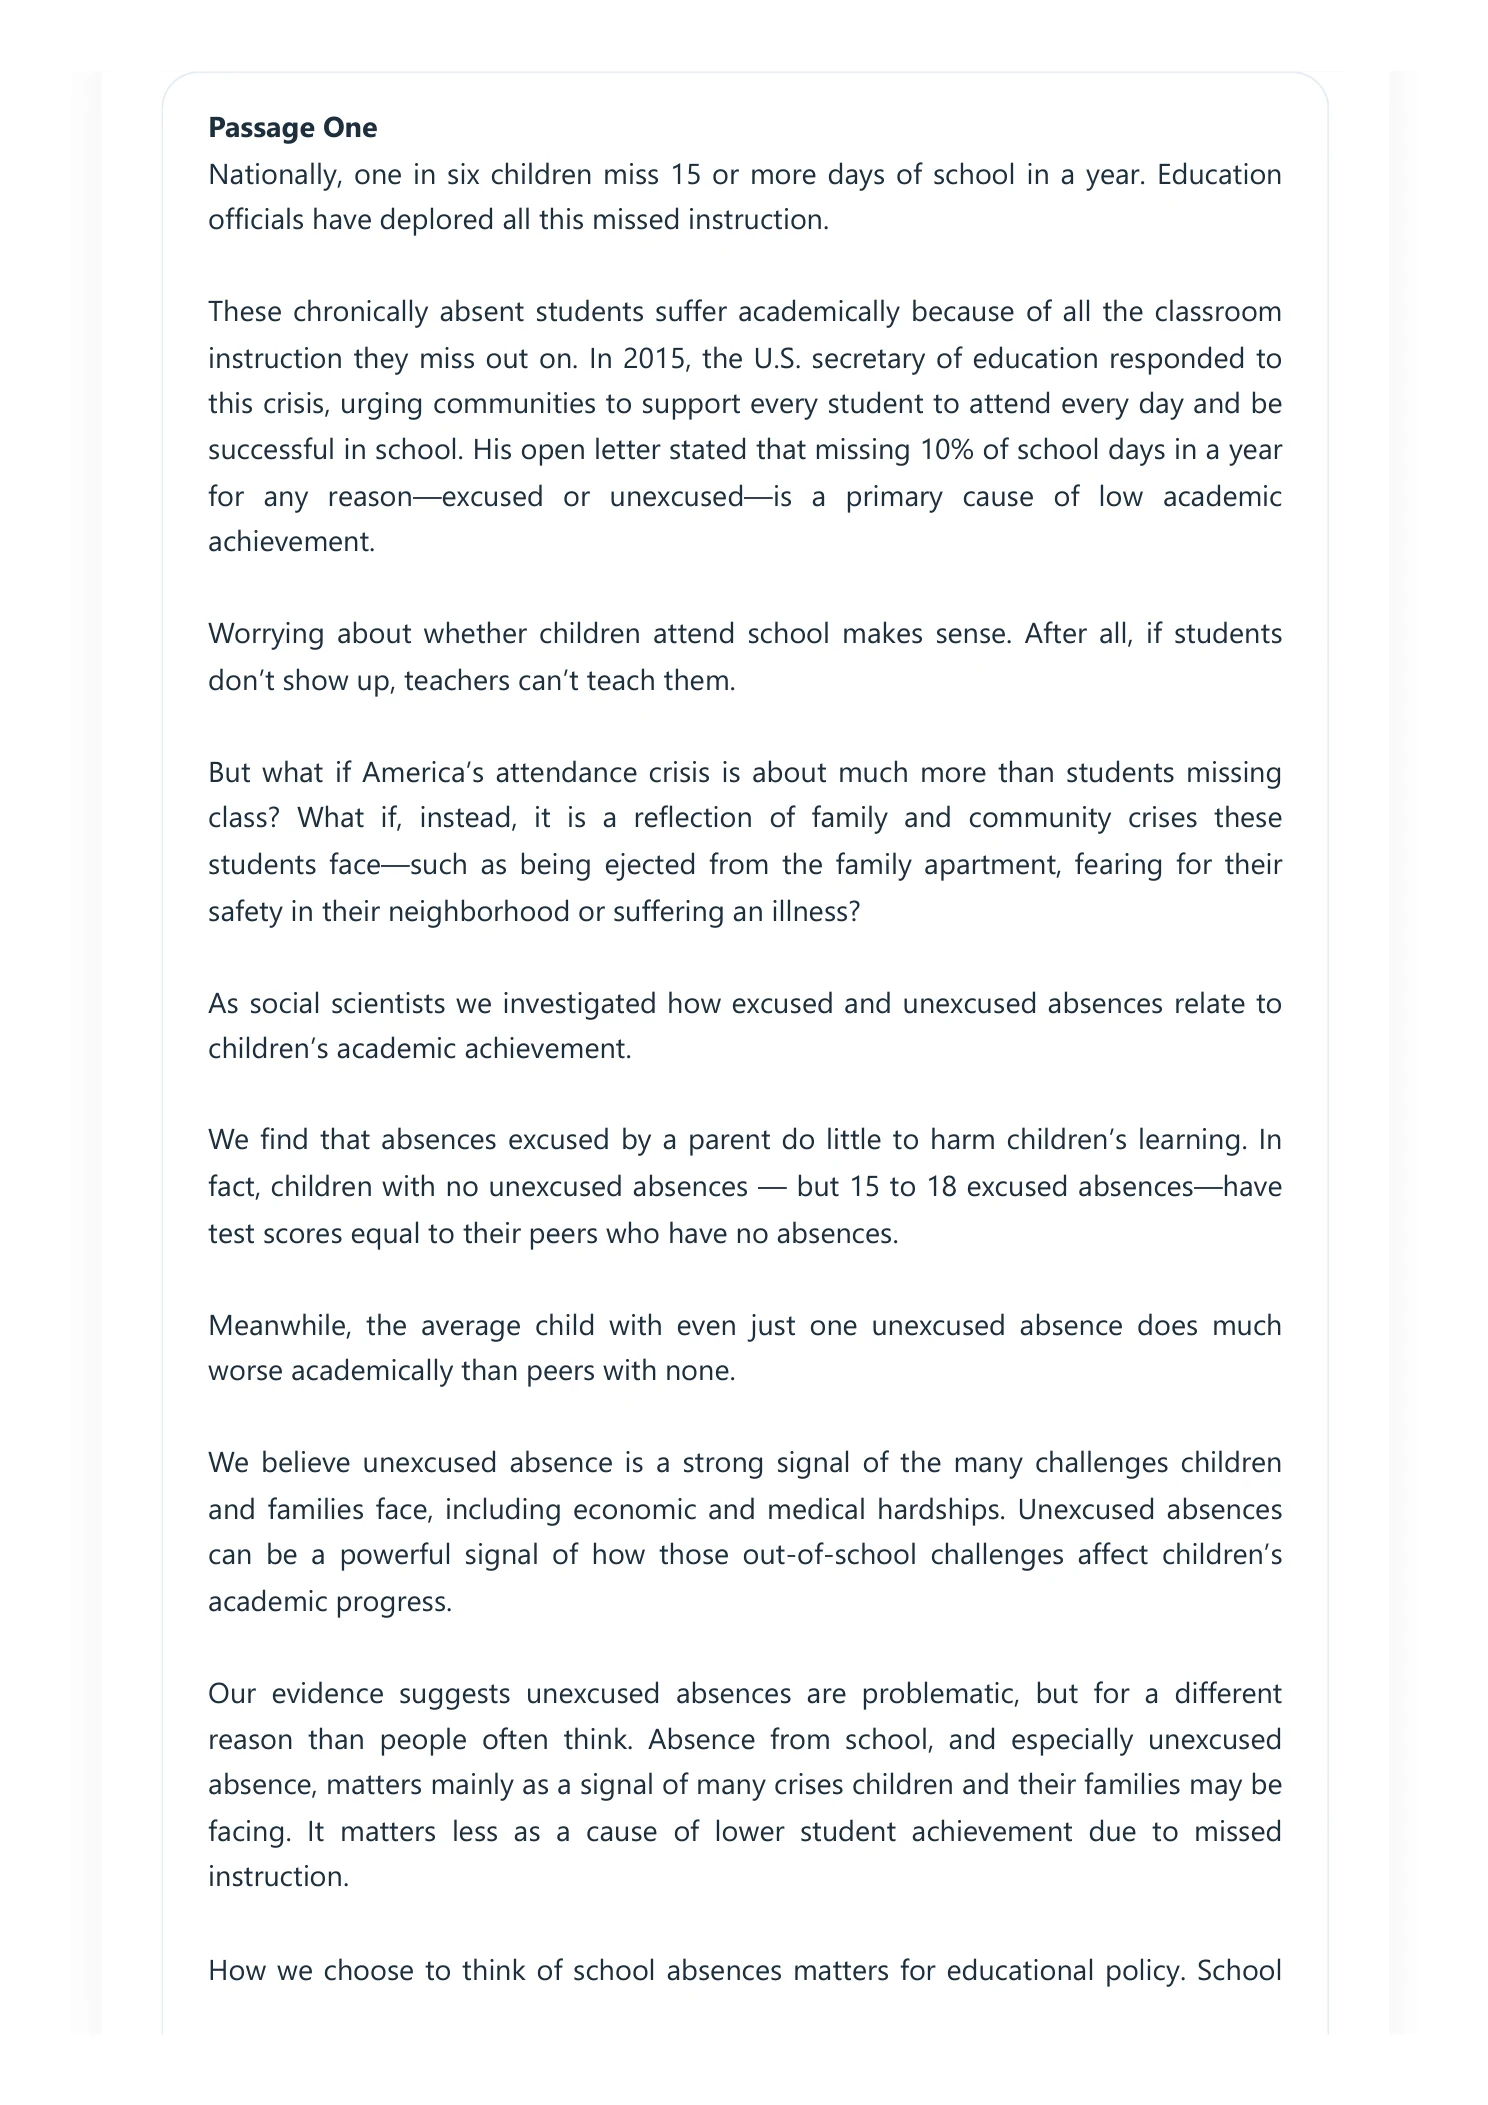 Passage One
Nationally, one in six children miss 15 or more days of school in a year. Education
officials have deplored all this missed instruction.
These chronically absent students suffer academically because of all the classroom
instruction they miss out on. In 2015, the U.S. secretary of education responded to
this crisis, urging communities to support every student to attend every day and be
successful in school. His open letter stated that missing 10% of school days in a year
for any reason—excused or unexcused—is a primary cause of low academic
achievement.
Worrying about whether children attend school makes sense. After all, if students
don’t show up, teachers can’t teach them.
But what if America’s attendance crisis is about much more than students missing
class? What if, instead, it is a reflection of family and community crises these
students face—such as being ejected from the family apartment, fearing for their
safety in their neighborhood or suffering an illness?
As social scientists we investigated how excused and unexcused absences relate to
children’s academic achievement.
We find that absences excused by a parent do little to harm children’s learning. In
fact, children with no unexcused absences — but 15 to 18 excused absences—have
test scores equal to their peers who have no absences.
Meanwhile, the average child with even just one unexcused absence does much
worse academically than peers with none.
We believe unexcused absence is a strong signal of the many challenges children
and families face, including economic and medical hardships. Unexcused absences
can be a powerful signal of how those out-of-school challenges affect children’s
academic progress.
Our evidence suggests unexcused absences are problematic, but for a different
reason than people often think. Absence from school, and especially unexcused
absence, matters mainly as a signal of many crises children and their families may be
facing. It matters less as a cause of lower student achievement due to missed
instruction.
How we choose to think of school absences matters for educational policy. School